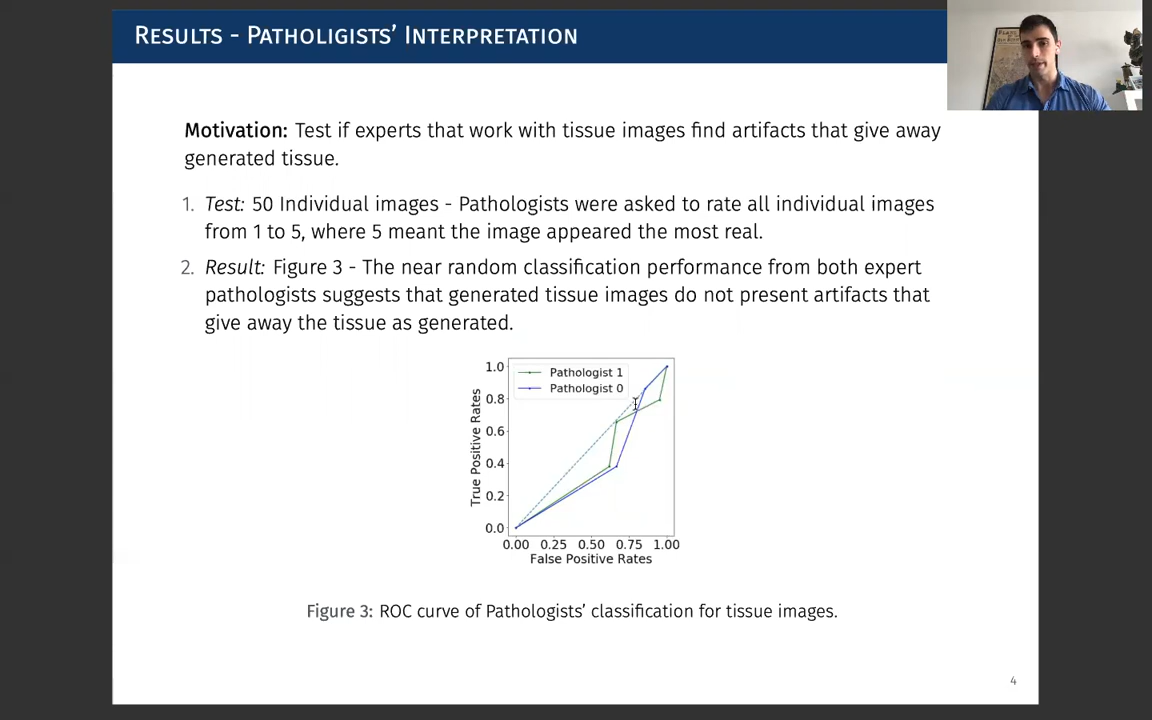 Results - Patholigists' Interpretation
Motivation: Test if experts that work with tissue images find artifacts that give away
generated tissue.
1. Test: 50 Individual images - Pathologists were asked to rate all individual images
from 1 to 5, where 5 meant the image appeared the most real.
2. Result: Figure 3 - The near random classification performance from both expert
pathologists suggests that generated tissue images do not present artifacts that
give away the tissue as generated.
Pathologist 1
Pathologist 0
True Positive Rates
1.0
0.8
0.6
0.4
0.2
0.0
0.00 0.25 0.50 0.75 1.00
False Positive Rates
Figure 3: ROC curve of Pathologists' classification for tissue images.
4